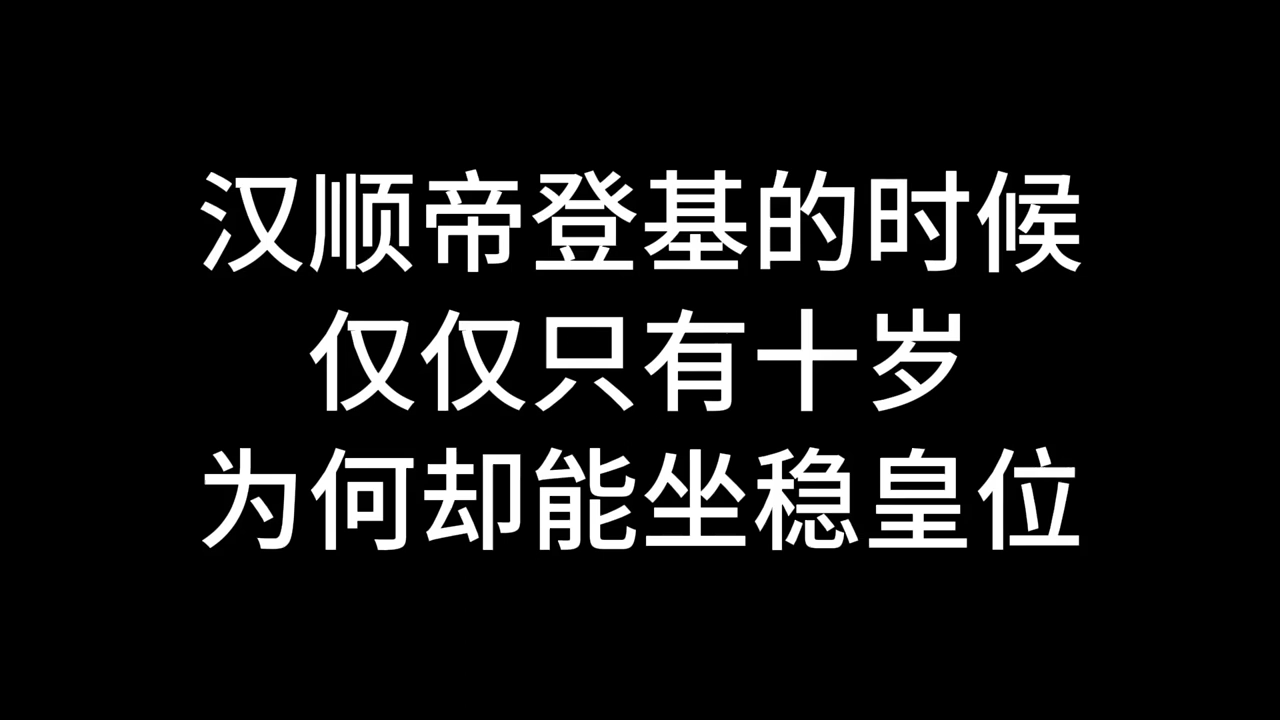 汉顺帝登基的时候
仅仅只有十岁
为何却能坐稳皇位